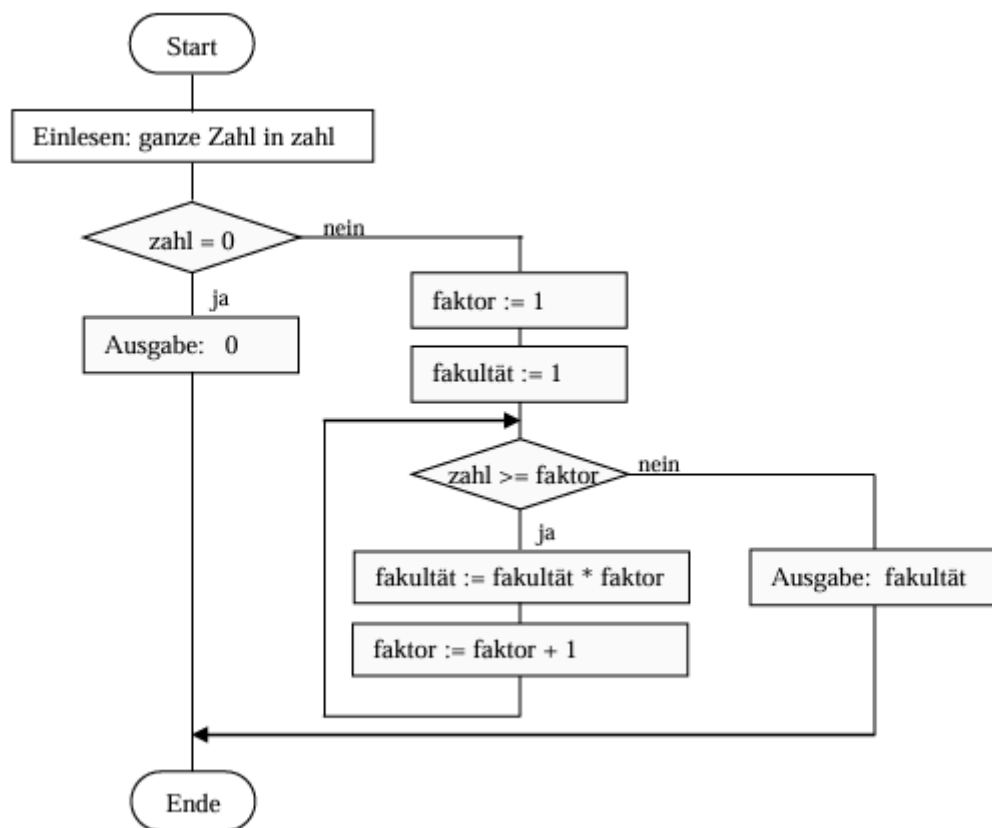 Start
Einlesen: ganze Zahl in zahl
zahl = 0
nein
ja
Ausgabe: 0
faktor := 1
fakultät := 1
zahl >= faktor
nein
ja
fakultät := fakultät * faktor
faktor := faktor + 1
Ausgabe: fakultät
Ende